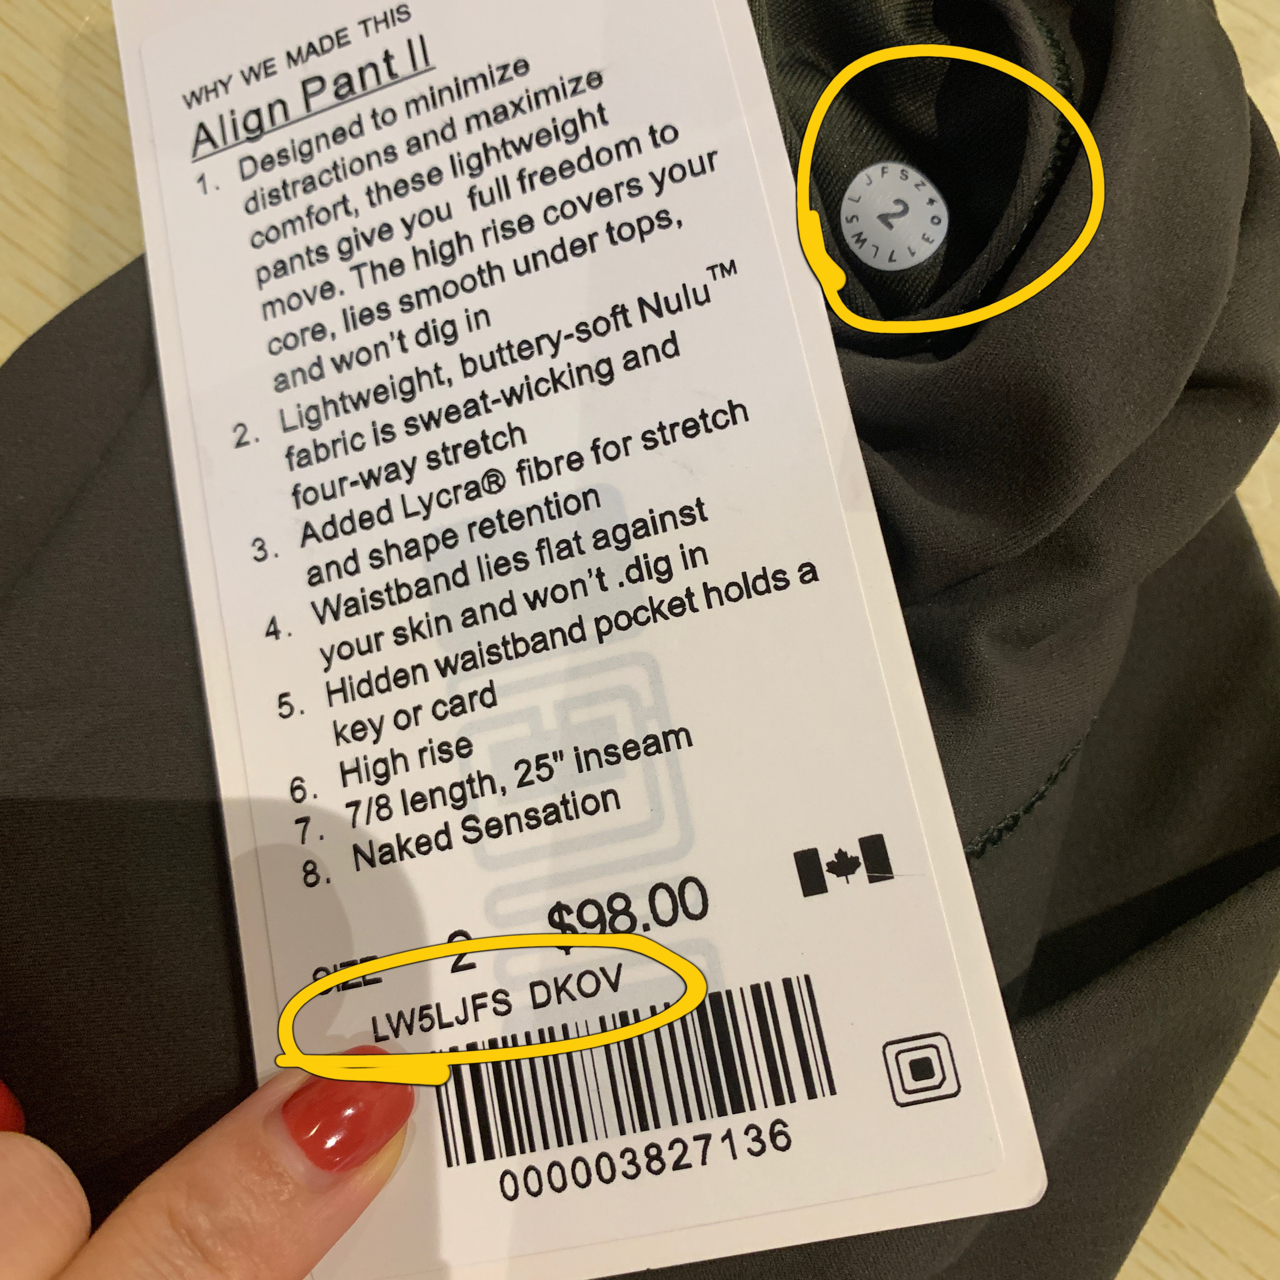 WHY WE MADE THIS
Align Pant II
1. Designed to minimize
distractions and maximize
comfort, these lightweight
pants give you full freedom to
move. The high rise covers your
core, lies smooth under tops,
and won't dig in
2. Lightweight, buttery-soft Nulu™
fabric is sweat-wicking and
four-way stretch
3. Added Lycra® fibre for stretch
and shape retention
4. Waistband lies flat against
your skin and won't .dig in
5. Hidden waistband pocket holds a
key or card
6. High rise
7. 7/8 length, 25" inseam
8. Naked Sensation
SIZE 2 $98.00
LW5LJFS DKOV
000003827136
2
LW5LJFSZ40317